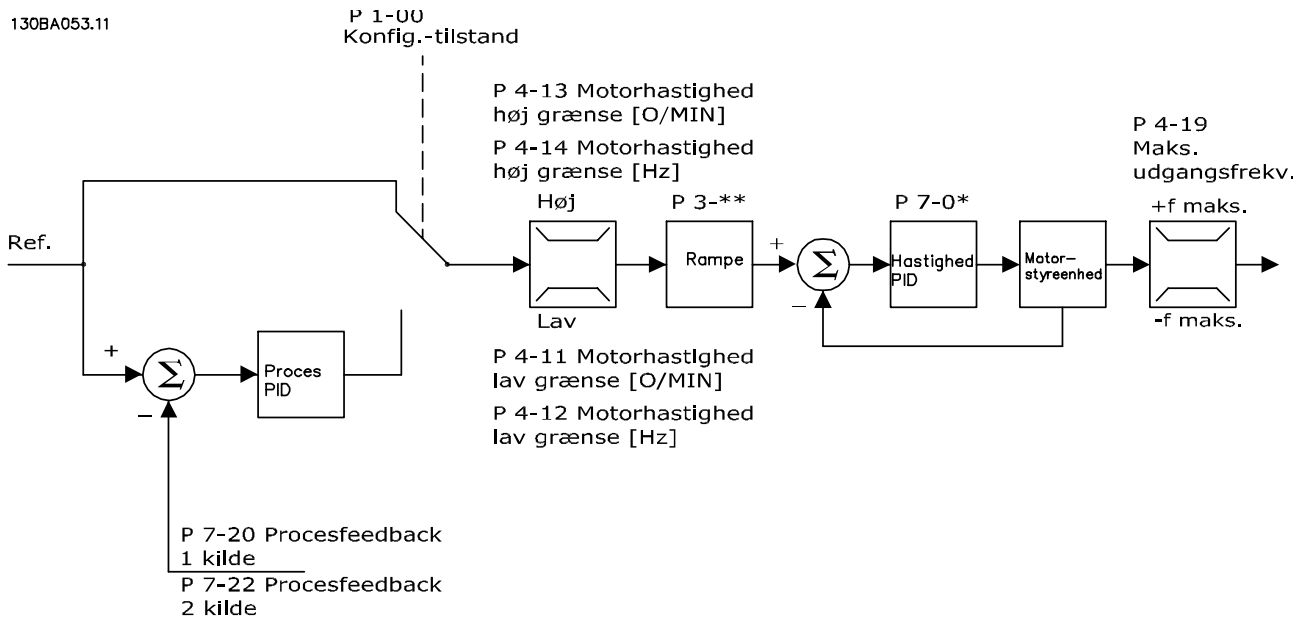 130BA053.11
P 1-00
Konfig.-tilstand
P 4-13 Motorhastighed
høj grænse [O/MIN]
P 4-14 Motorhastighed
høj grænse [Hz]
P 4-19
Maks.
udgangsfrekv.
Høj
P 3-**
P 7-0*
+f maks.
Ref.
Rampe
+
Σ
–
Hastighed
PID
Motor-
styreenhed
Lav
-f maks.
+
Σ
–
Proces
PID
P 4-11 Motorhastighed
lav grænse [O/MIN]
P 4-12 Motorhastighed
lav grænse [Hz]
P 7-20 Procesfeedback
1 kilde
P 7-22 Procesfeedback
2 kilde